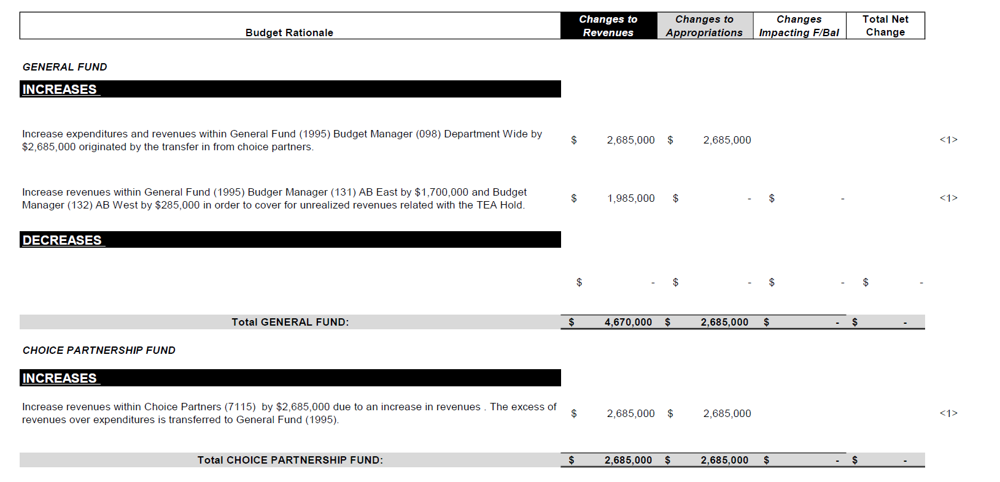 Budget Rationale
Changes to Revenues
Changes to Appropriations
Changes Impacting F/Bal
Total Net Change
GENERAL FUND
INCREASES
Increase expenditures and revenues within General Fund (1995) Budget Manager (098) Department Wide by
$2,685,000 originated by the transfer in from choice partners.
$ 2,685,000 $ 2,685,000 <1>
Increase revenues within General Fund (1995) Budger Manager (131) AB East by $1,700,000 and Budget
Manager (132) AB West by $285,000 in order to cover for unrealized revenues related with the TEA Hold.
$ 1,985,000 $ - $ - <1>
DECREASES
$ - $ - $ - $ -
Total GENERAL FUND: $ 4,670,000 $ 2,685,000 $ - $ -
CHOICE PARTNERSHIP FUND
INCREASES
Increase revenues within Choice Partners (7115) by $2,685,000 due to an increase in revenues . The excess of
revenues over expenditures is transferred to General Fund (1995).
$ 2,685,000 $ 2,685,000 <1>
Total CHOICE PARTNERSHIP FUND: $ 2,685,000 $ 2,685,000 $ - $ -